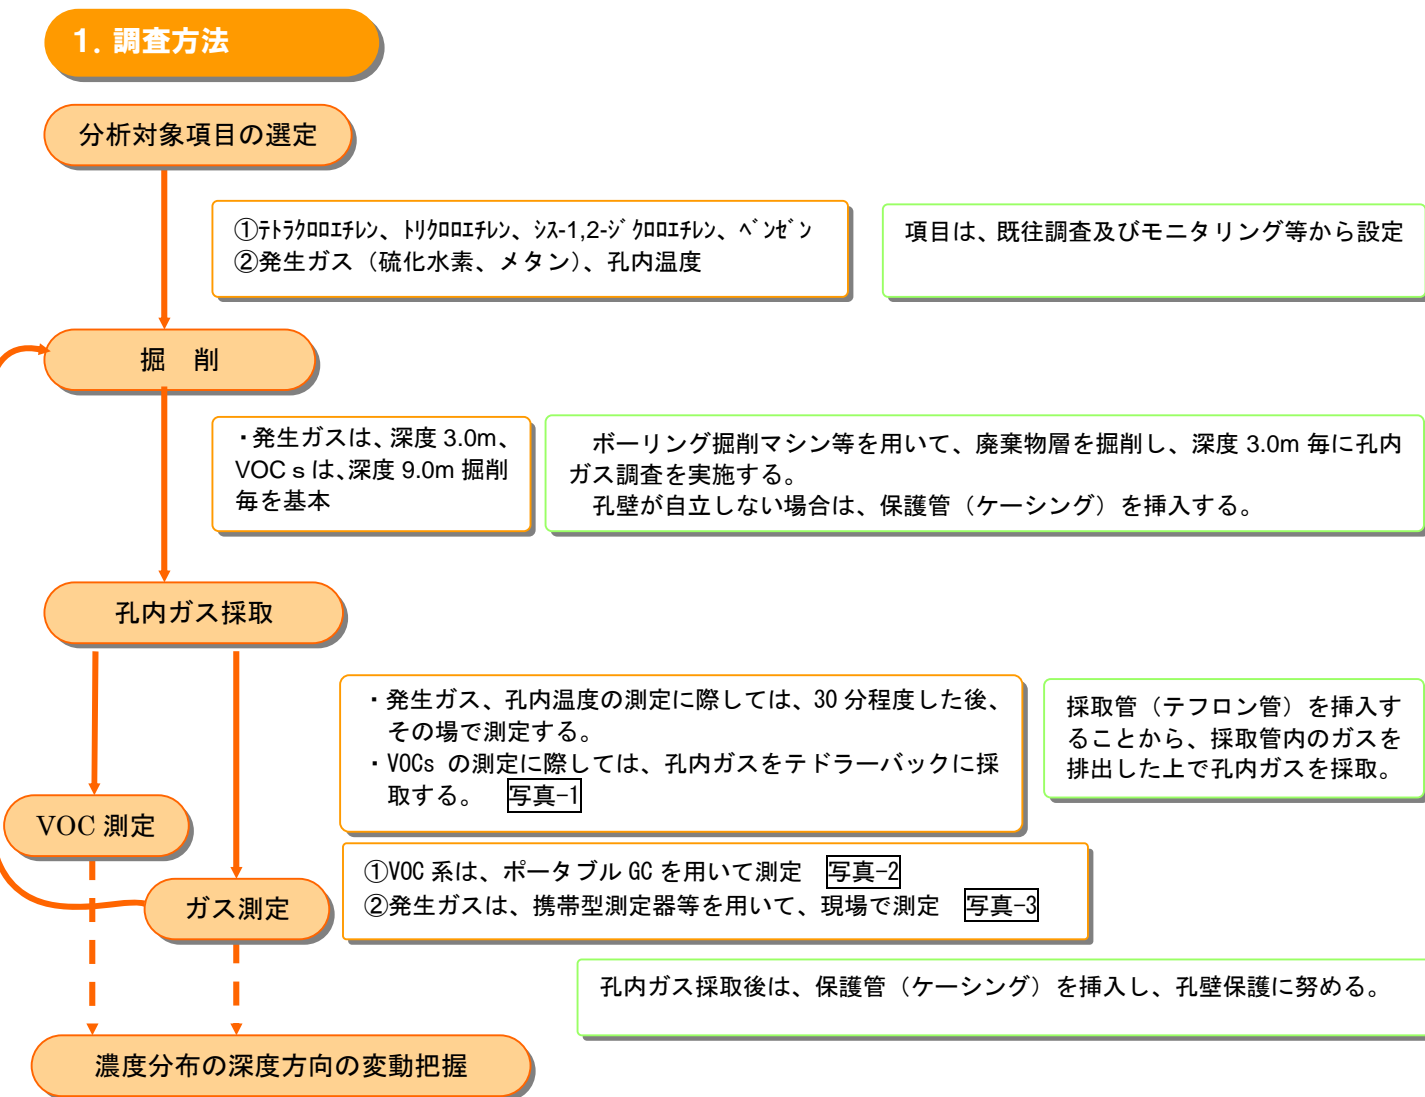 1. 調査方法
分析対象項目の選定
①ﾃﾄﾗｸﾛﾛｴﾁﾚﾝ、ﾄﾘｸﾛﾛｴﾁﾚﾝ、ｼｽ-1,2-ｼﾞｸﾛﾛｴﾁﾚﾝ、ﾍﾞﾝｾﾞﾝ
②発生ガス（硫化水素、メタン）、孔内温度
項目は、既往調査及びモニタリング等から設定
掘　削
・発生ガスは、深度 3.0m、
VOCｓは、深度 9.0m 掘削
毎を基本
ボーリング掘削マシン等を用いて、廃棄物層を掘削し、深度 3.0m 毎に孔内
ガス調査を実施する。
孔壁が自立しない場合は、保護管（ケーシング）を挿入する。
孔内ガス採取
・発生ガス、孔内温度の測定に際しては、30 分程度した後、
その場で測定する。
・VOCs の測定に際しては、孔内ガスをテドラーバックに採
取する。　写真-1
採取管（テフロン管）を挿入す
ることから、採取管内のガスを
排出した上で孔内ガスを採取。
VOC 測定
①VOC 系は、ポータブル GC を用いて測定　写真-2
②発生ガスは、携帯型測定器等を用いて、現場で測定　写真-3
ガス測定
孔内ガス採取後は、保護管（ケーシング）を挿入し、孔壁保護に努める。
濃度分布の深度方向の変動把握